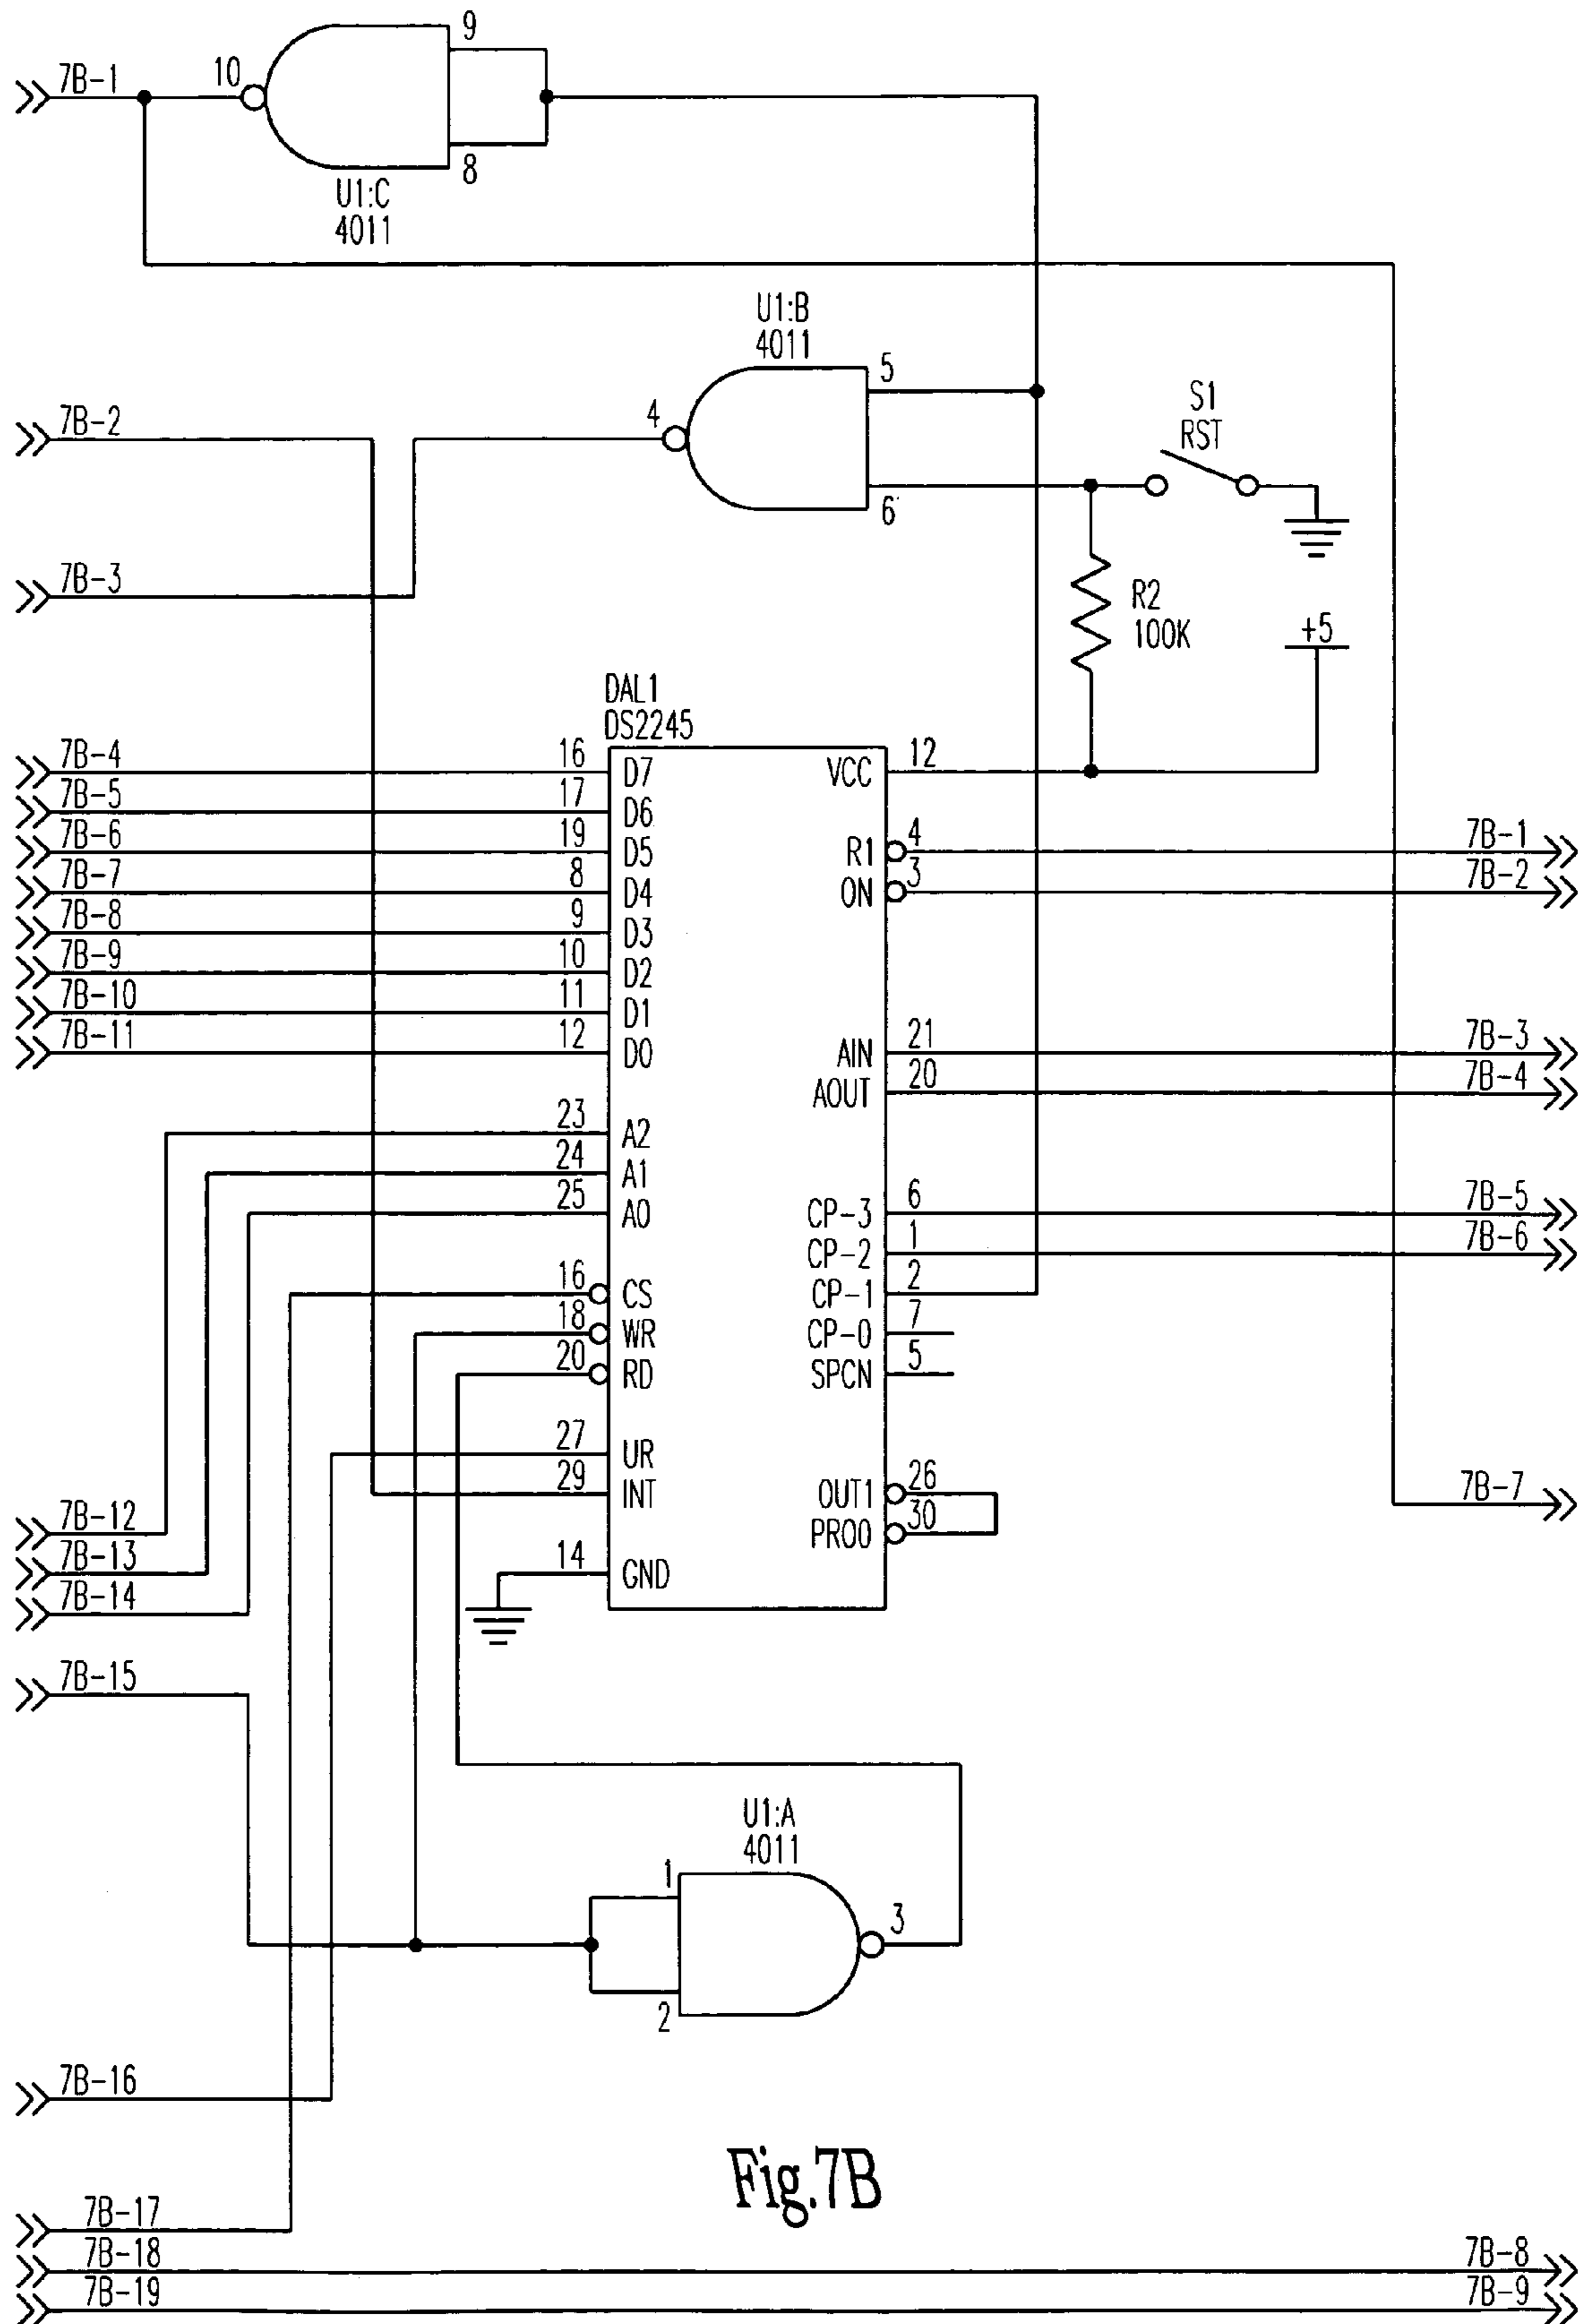 7B-1
10
9
8
U1:C
4011
U1:B
4011
5
4
6
S1
RST
7B-2
7B-3
R2
100K
+5
DAL1
DS2245
7B-4 16 D7 VCC 12
7B-5 17 D6
7B-6 19 D5 R1 4 7B-1
7B-7 8 D4 ON 3 7B-2
7B-8 9 D3
7B-9 10 D2
7B-10 11 D1
7B-11 12 D0 AIN 21 7B-3
AOUT 20 7B-4
23 A2
24 A1
25 A0 CP-3 6 7B-5
CP-2 1 7B-6
16 CS CP-1 2
18 WR CP-0 7
20 RD SPCN 5
27 UR
29 INT OUT1 26 7B-7
7B-12 PRO0 30
7B-13 14 GND
7B-14
7B-15
U1:A
4011
1
3
2
7B-16
Fig.7B
7B-17
7B-18 7B-8
7B-19 7B-9